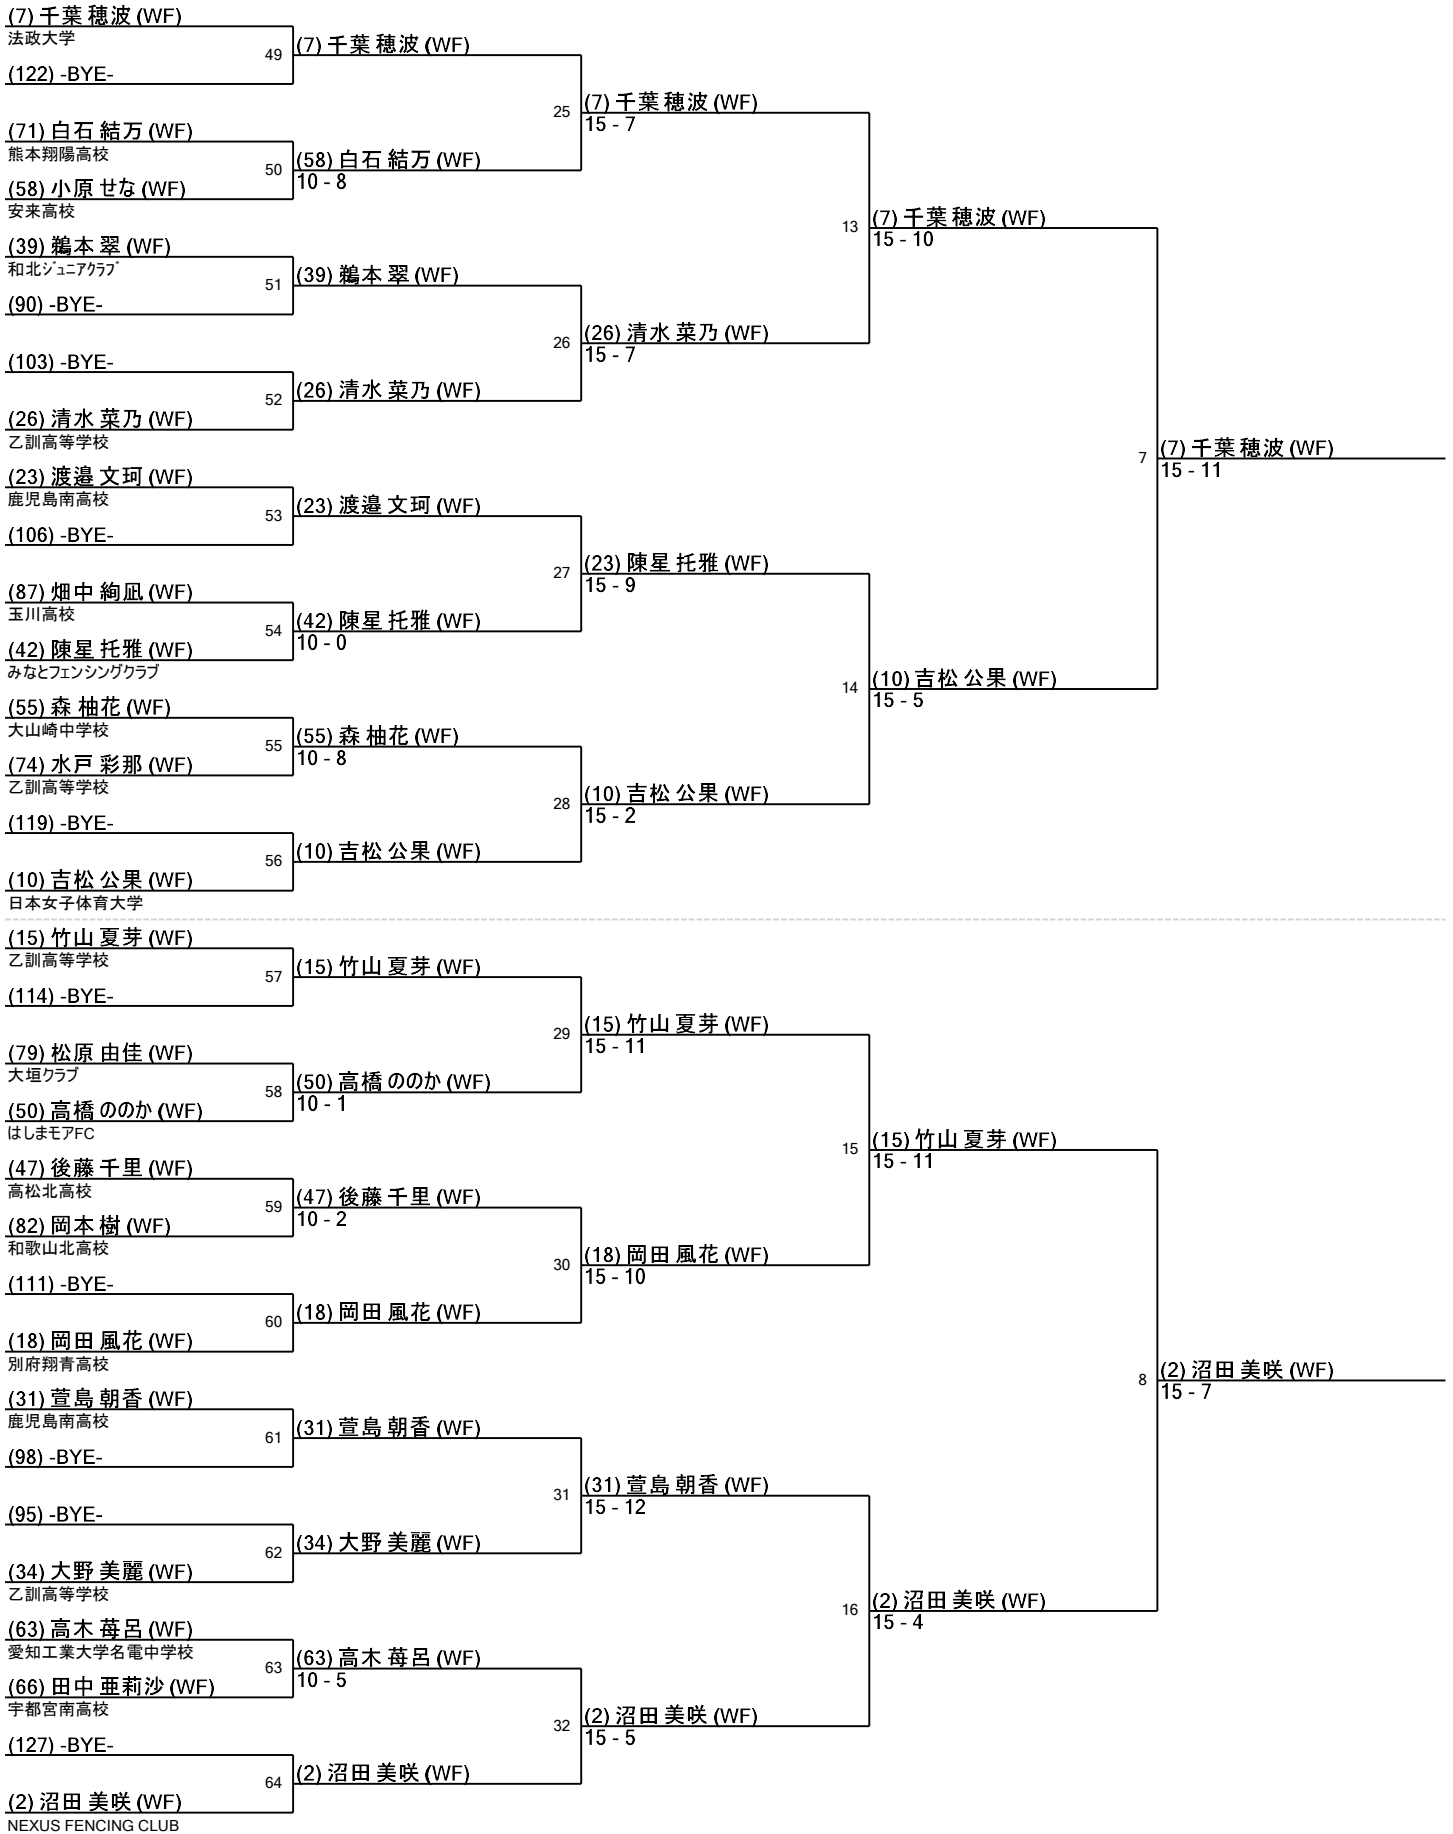 (7) 千葉 穂波 (WF)
法政大学
(122) -BYE-
(71) 白石 結万 (WF)
熊本翔陽高校
(58) 小原 せな (WF)
安来高校
(39) 鵜本 翠 (WF)
和北ｼﾞｭﾆｱｸﾗﾌﾞ
(90) -BYE-
(103) -BYE-
(26) 清水 菜乃 (WF)
乙訓高等学校
(23) 渡邉 文珂 (WF)
鹿児島南高校
(106) -BYE-
(87) 畑中 絢凪 (WF)
玉川高校
(42) 陳星 托雅 (WF)
みなとフェンシングクラブ
(55) 森 柚花 (WF)
大山崎中学校
(74) 水戸 彩那 (WF)
乙訓高等学校
(119) -BYE-
(10) 吉松 公果 (WF)
日本女子体育大学
(15) 竹山 夏芽 (WF)
乙訓高等学校
(114) -BYE-
(79) 松原 由佳 (WF)
大垣クラブ
(50) 高橋 ののか (WF)
はしまモアFC
(47) 後藤 千里 (WF)
高松北高校
(82) 岡本 樹 (WF)
和歌山北高校
(111) -BYE-
(18) 岡田 風花 (WF)
別府翔青高校
(31) 萱島 朝香 (WF)
鹿児島南高校
(98) -BYE-
(95) -BYE-
(34) 大野 美麗 (WF)
乙訓高等学校
(63) 高木 苺呂 (WF)
愛知工業大学名電中学校
(66) 田中 亜莉沙 (WF)
宇都宮南高校
(127) -BYE-
(2) 沼田 美咲 (WF)
NEXUS FENCING CLUB
49
(7) 千葉 穂波 (WF)
50
(58) 白石 結万 (WF)
10 - 8
51
(39) 鵜本 翠 (WF)
52
(26) 清水 菜乃 (WF)
53
(23) 渡邉 文珂 (WF)
54
(42) 陳星 托雅 (WF)
10 - 0
55
(55) 森 柚花 (WF)
10 - 8
56
(10) 吉松 公果 (WF)
57
(15) 竹山 夏芽 (WF)
58
(50) 高橋 ののか (WF)
10 - 1
59
(47) 後藤 千里 (WF)
10 - 2
60
(18) 岡田 風花 (WF)
61
(31) 萱島 朝香 (WF)
62
(34) 大野 美麗 (WF)
63
(63) 高木 苺呂 (WF)
10 - 5
64
(2) 沼田 美咲 (WF)
25
(7) 千葉 穂波 (WF)
15 - 7
26
(26) 清水 菜乃 (WF)
15 - 7
27
(23) 陳星 托雅 (WF)
15 - 9
28
(10) 吉松 公果 (WF)
15 - 2
29
(15) 竹山 夏芽 (WF)
15 - 11
30
(18) 岡田 風花 (WF)
15 - 10
31
(31) 萱島 朝香 (WF)
15 - 12
32
(2) 沼田 美咲 (WF)
15 - 5
13
(7) 千葉 穂波 (WF)
15 - 10
14
(10) 吉松 公果 (WF)
15 - 5
15
(15) 竹山 夏芽 (WF)
15 - 11
16
(2) 沼田 美咲 (WF)
15 - 4
7
(7) 千葉 穂波 (WF)
15 - 11
8
(2) 沼田 美咲 (WF)
15 - 7